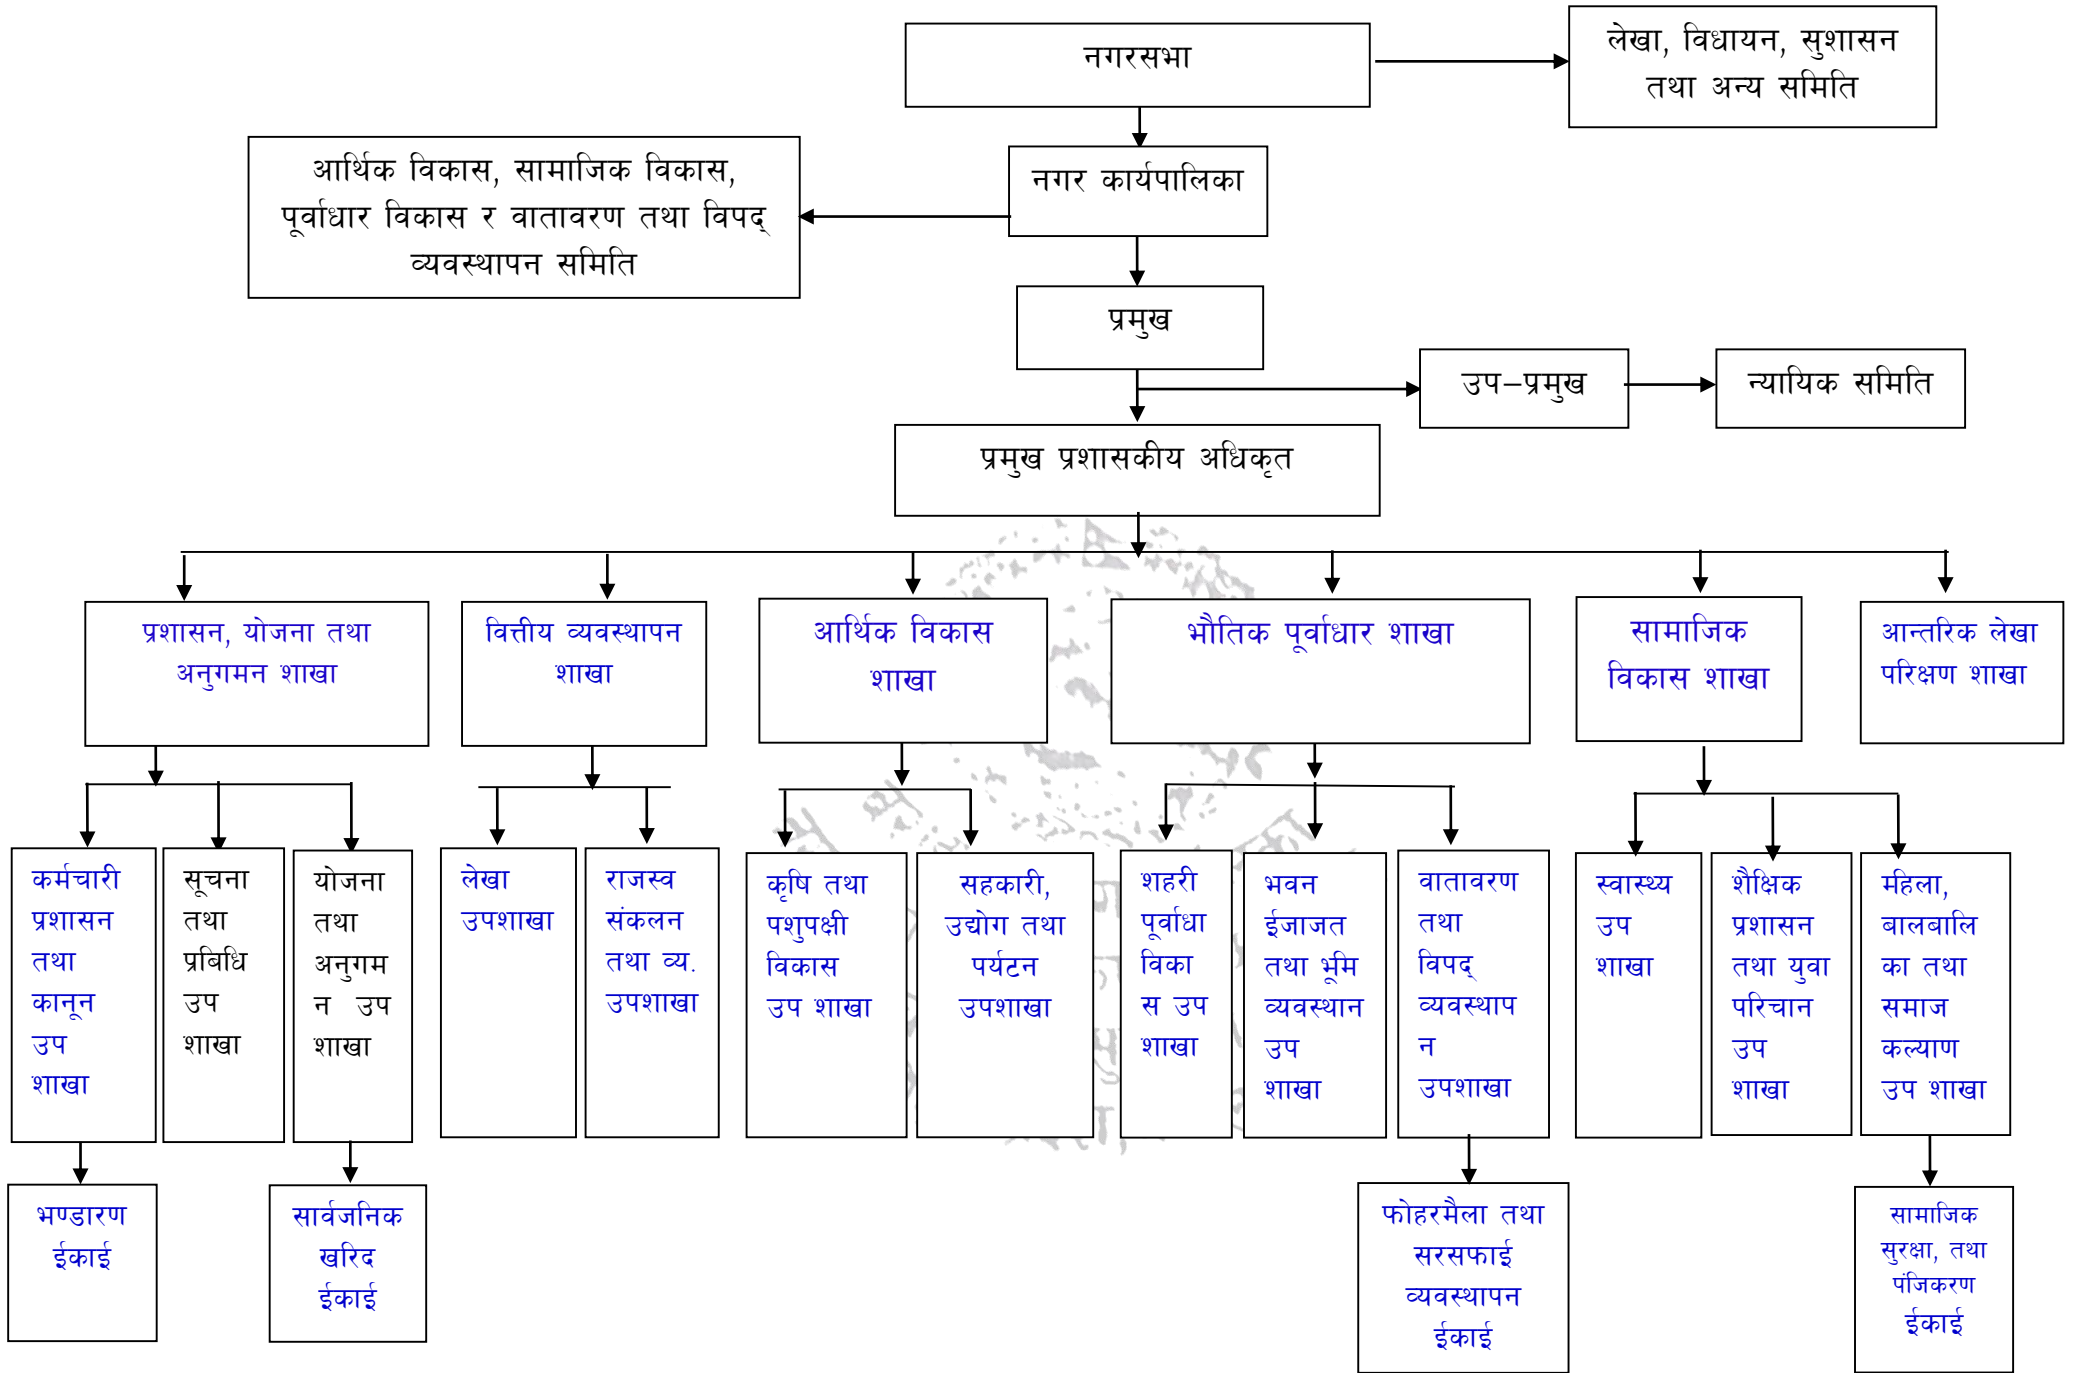 नगरसभा
लेखा, विधायन, सुशासन
तथा अन्य समिति
आर्थिक विकास, सामाजिक विकास,
पूर्वाधार विकास र वातावरण तथा विपद्
व्यवस्थापन समिति
नगर कार्यपालिका
प्रमुख
उप–प्रमुख
न्यायिक समिति
प्रमुख प्रशासकीय अधिकृत
प्रशासन, योजना तथा
अनुगमन शाखा
वित्तीय व्यवस्थापन
शाखा
आर्थिक विकास
शाखा
भौतिक पूर्वाधार शाखा
सामाजिक
विकास शाखा
आन्तरिक लेखा
परिक्षण शाखा
कर्मचारी
प्रशासन
तथा
कानून
उप
शाखा
सूचना
तथा
प्रबिधि
उप
शाखा
योजना
तथा
अनुगम
न उप
शाखा
लेखा
उपशाखा
राजस्व
संकलन
तथा व्य.
उपशाखा
कृषि तथा
पशुपक्षी
विकास
उप शाखा
सहकारी,
उद्योग तथा
पर्यटन
उपशाखा
शहरी
पूर्वाधा
विका
स उप
शाखा
भवन
ईजाजत
तथा भूमि
व्यवस्थान
उप
शाखा
वातावरण
तथा
विपद्
व्यवस्थाप
न
उपशाखा
स्वास्थ्य
उप
शाखा
शैक्षिक
प्रशासन
तथा युवा
परिचान
उप
शाखा
महिला,
बालबालि
का तथा
समाज
कल्याण
उप शाखा
भण्डारण
ईकाई
सार्वजनिक
खरिद
ईकाई
फोहरमैला तथा
सरसफाई
व्यवस्थापन
ईकाई
सामाजिक
सुरक्षा, तथा
पंजिकरण
ईकाई